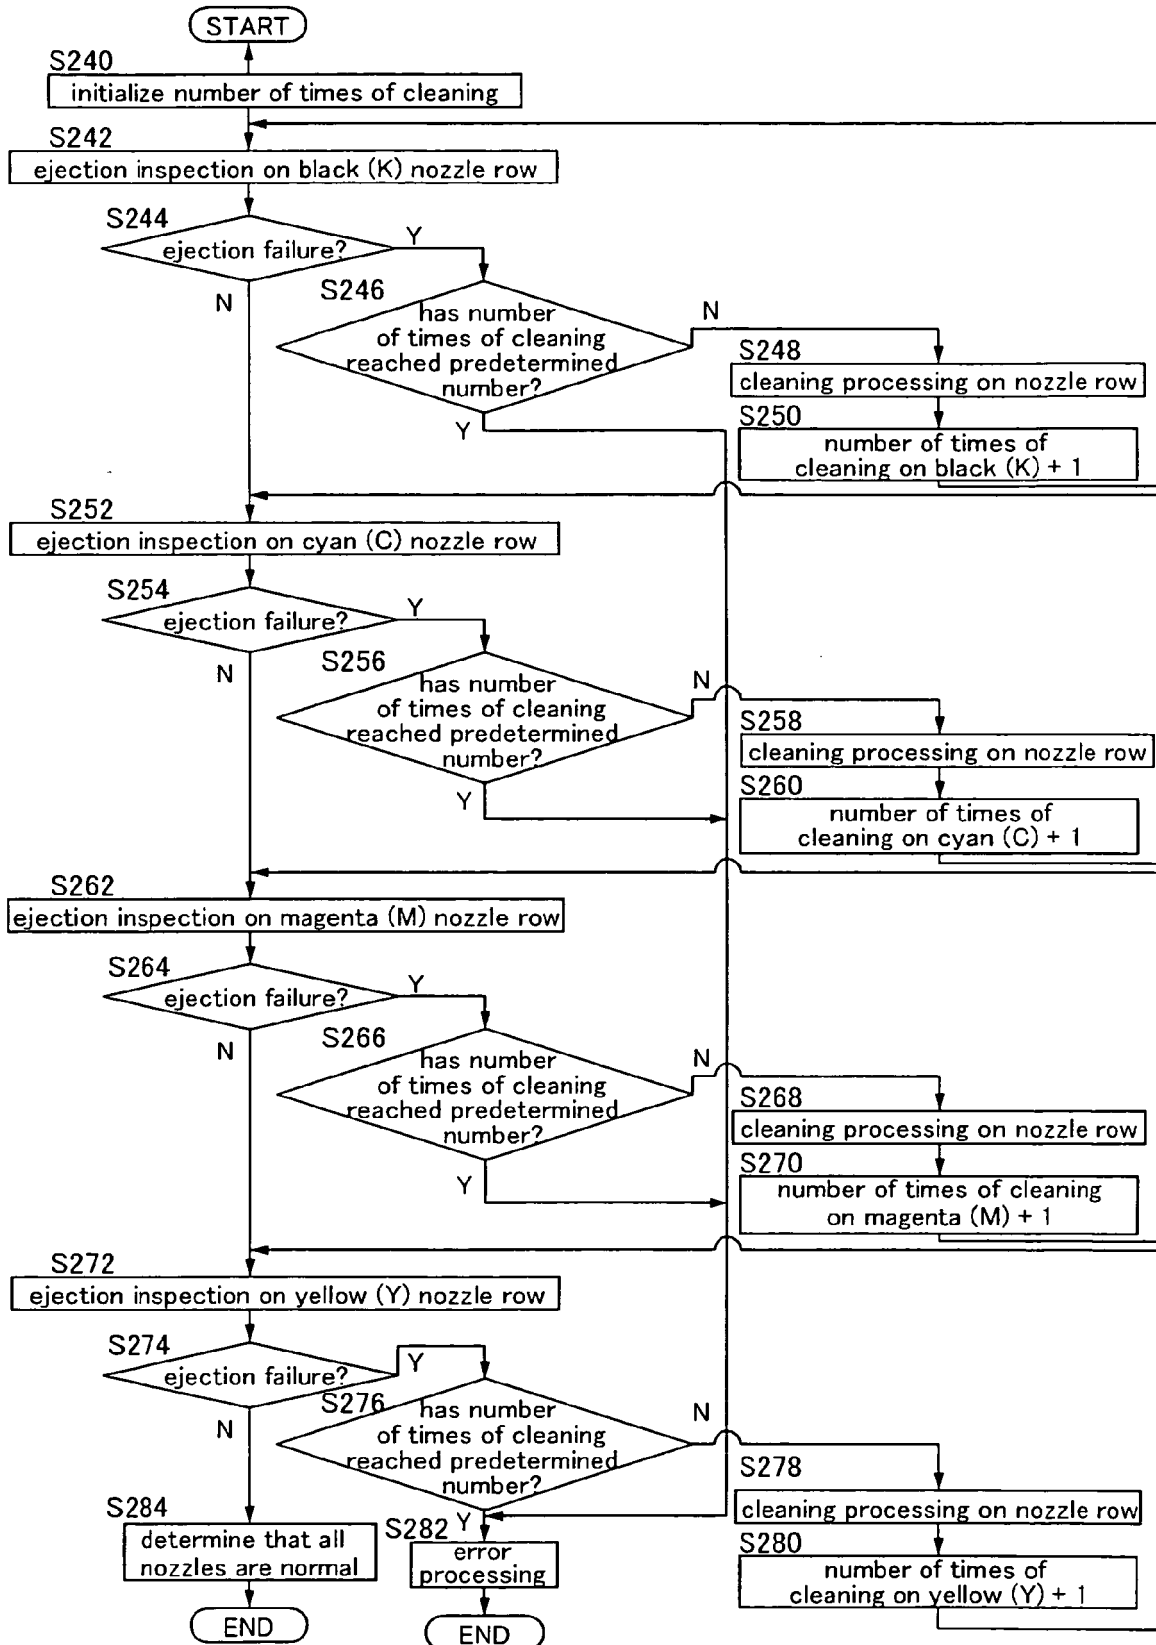 START
S240
initialize number of times of cleaning
S242
ejection inspection on black (K) nozzle row
S244
ejection failure?
Y
N
S246
has number
of times of cleaning
reached predetermined
number?
N
Y
S248
cleaning processing on nozzle row
S250
number of times of
cleaning on black (K) + 1
S252
ejection inspection on cyan (C) nozzle row
S254
ejection failure?
Y
N
S256
has number
of times of cleaning
reached predetermined
number?
N
Y
S258
cleaning processing on nozzle row
S260
number of times of
cleaning on cyan (C) + 1
S262
ejection inspection on magenta (M) nozzle row
S264
ejection failure?
Y
N
S266
has number
of times of cleaning
reached predetermined
number?
N
Y
S268
cleaning processing on nozzle row
S270
number of times of cleaning
on magenta (M) + 1
S272
ejection inspection on yellow (Y) nozzle row
S274
ejection failure?
Y
N
S276
has number
of times of cleaning
reached predetermined
number?
N
Y
S278
cleaning processing on nozzle row
S280
number of times of
cleaning on yellow (Y) + 1
S284
determine that all
nozzles are normal
END
S282
error
processing
END